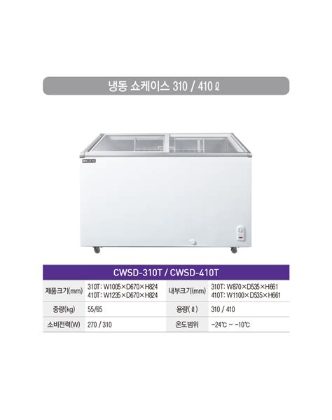 냉동 쇼케이스 310 / 410ℓ
CWSD-310T / CWSD-410T
제품크기(mm) 310T: W1005×D670×H824 내부크기(mm) 310T: W870×D535×H661
410T: W1235×D670×H824 410T: W1100×D535×H661
중량(kg) 55/65 용량(ℓ) 310 / 410
소비전력(W) 270 / 310 온도범위 -24℃ ~ -10℃